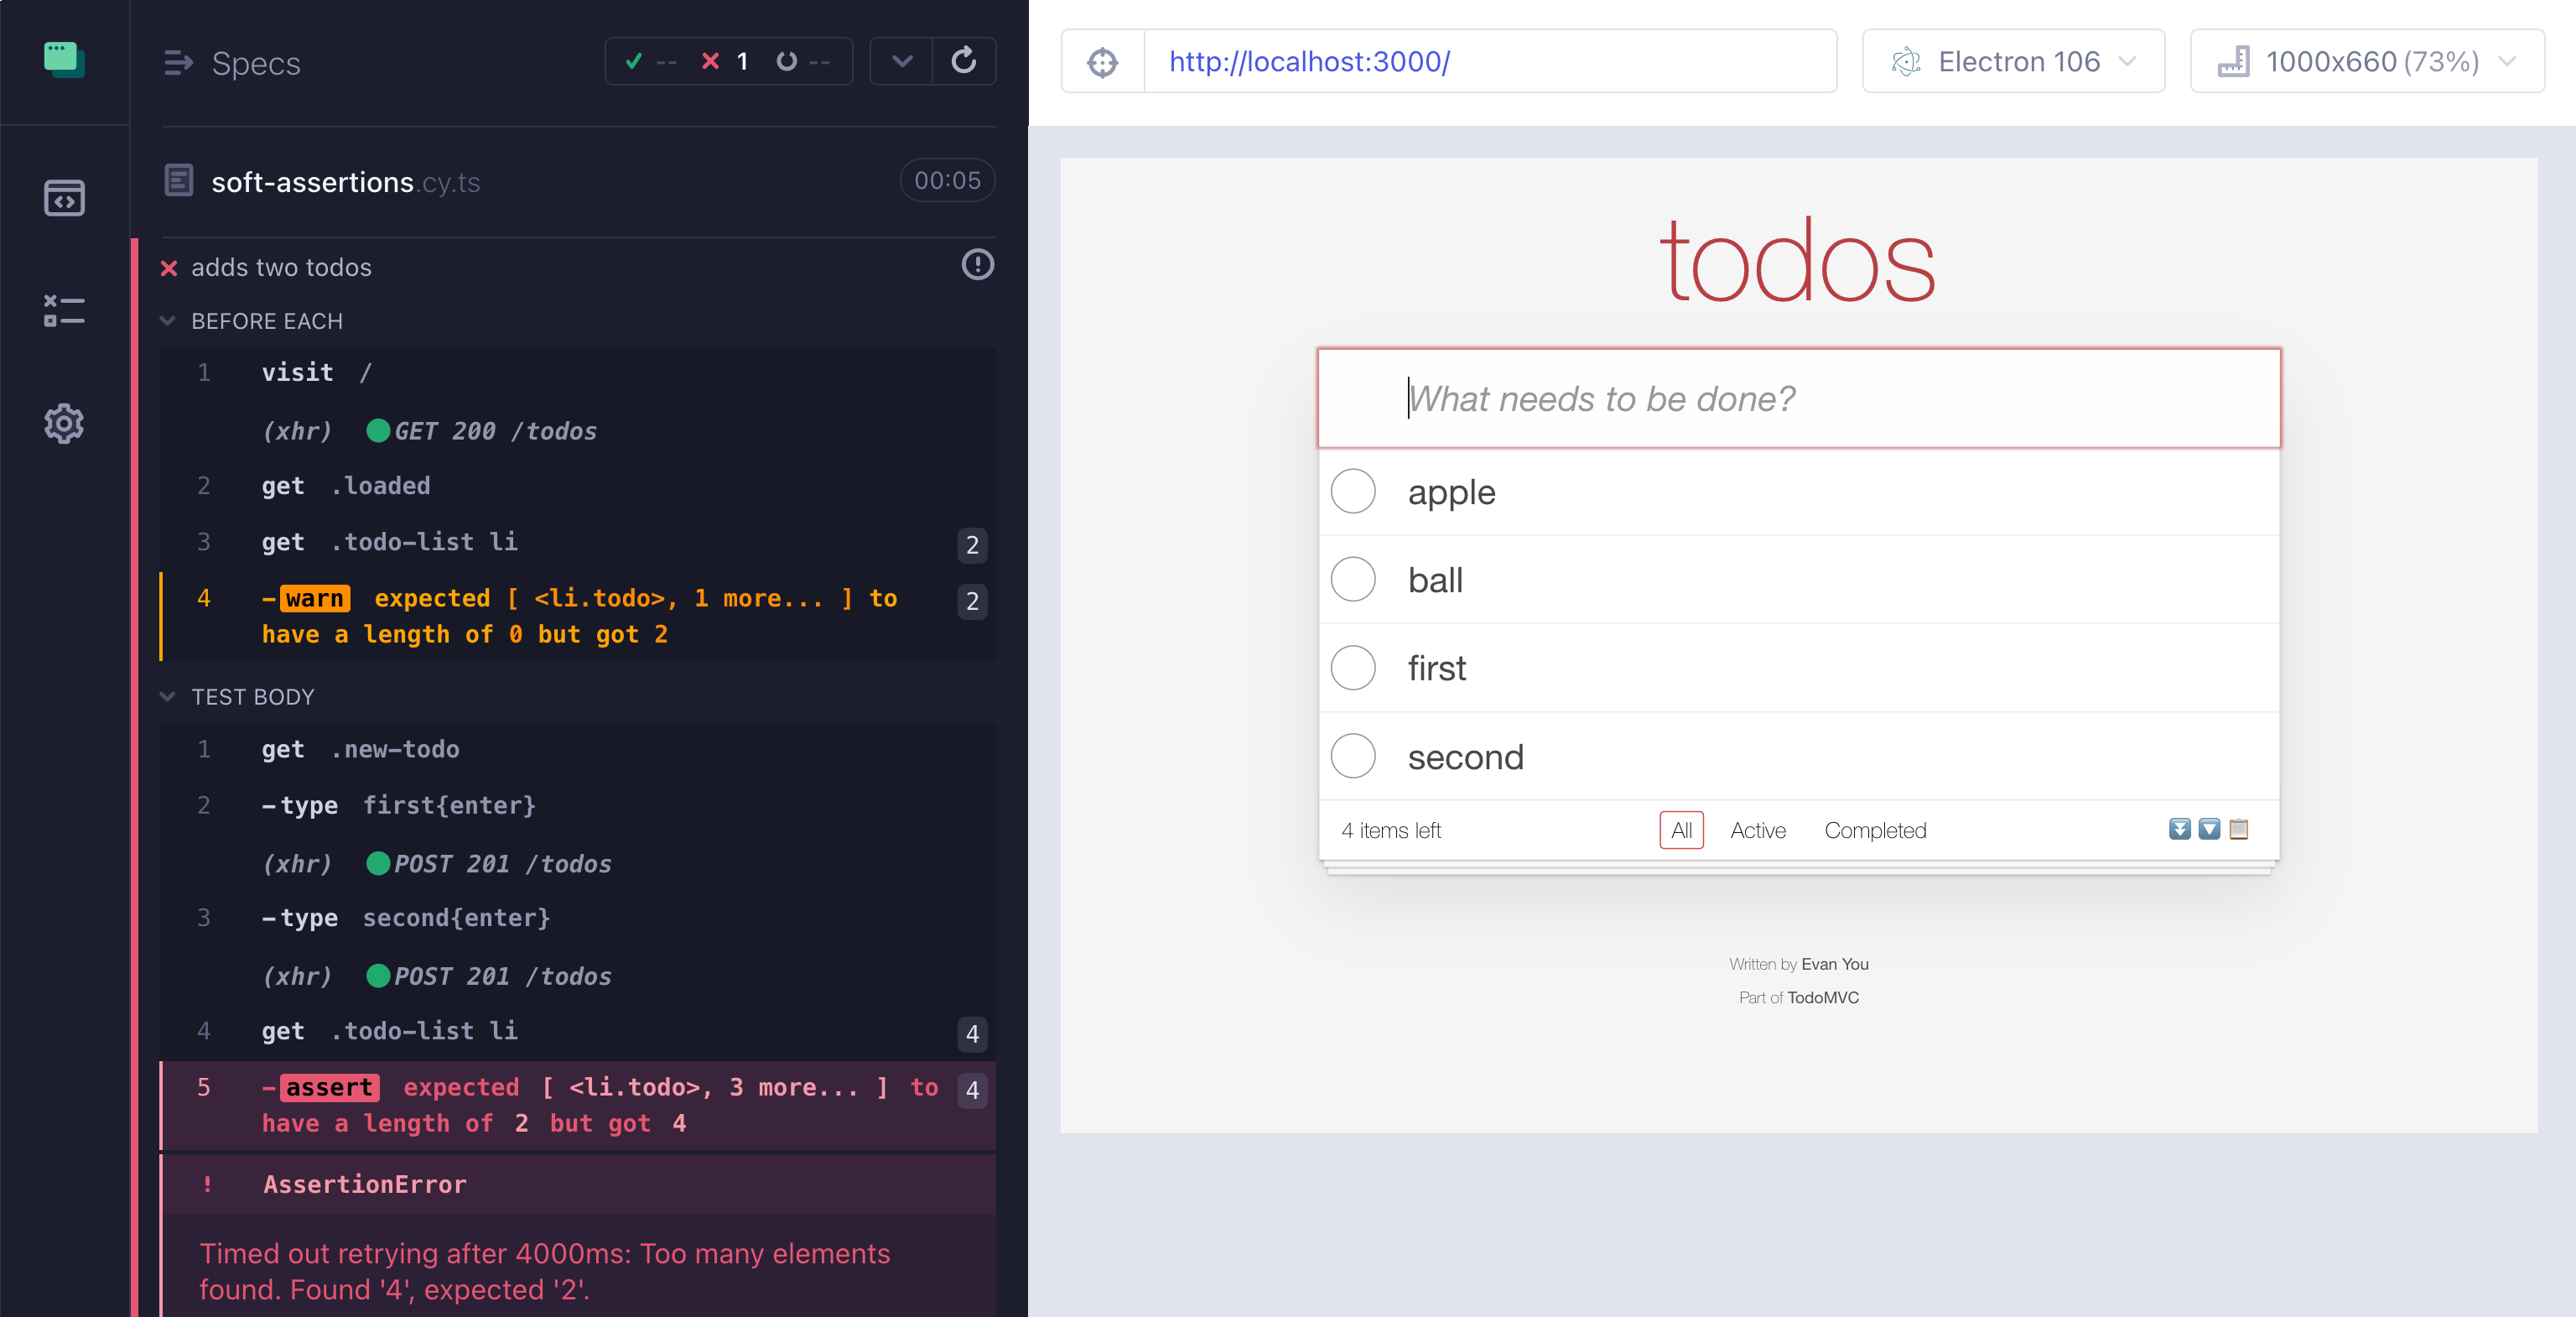 Specs
-- 1 --
soft-assertions.cy.ts 00:05
adds two todos
BEFORE EACH
1 visit /
(xhr) GET 200 /todos
2 get .loaded
3 get .todo-list li 2
4 -warn expected [ <li.todo>, 1 more... ] to 2
have a length of 0 but got 2
TEST BODY
1 get .new-todo
2 -type first{enter}
(xhr) POST 201 /todos
3 -type second{enter}
(xhr) POST 201 /todos
4 get .todo-list li 4
5 -assert expected [ <li.todo>, 3 more... ] to 4
have a length of 2 but got 4
! AssertionError
Timed out retrying after 4000ms: Too many elements
found. Found '4', expected '2'.
http://localhost:3000/
Electron 106
1000x660 (73%)
todos
What needs to be done?
apple
ball
first
second
4 items left All Active Completed
Written by Evan You
Part of TodoMVC